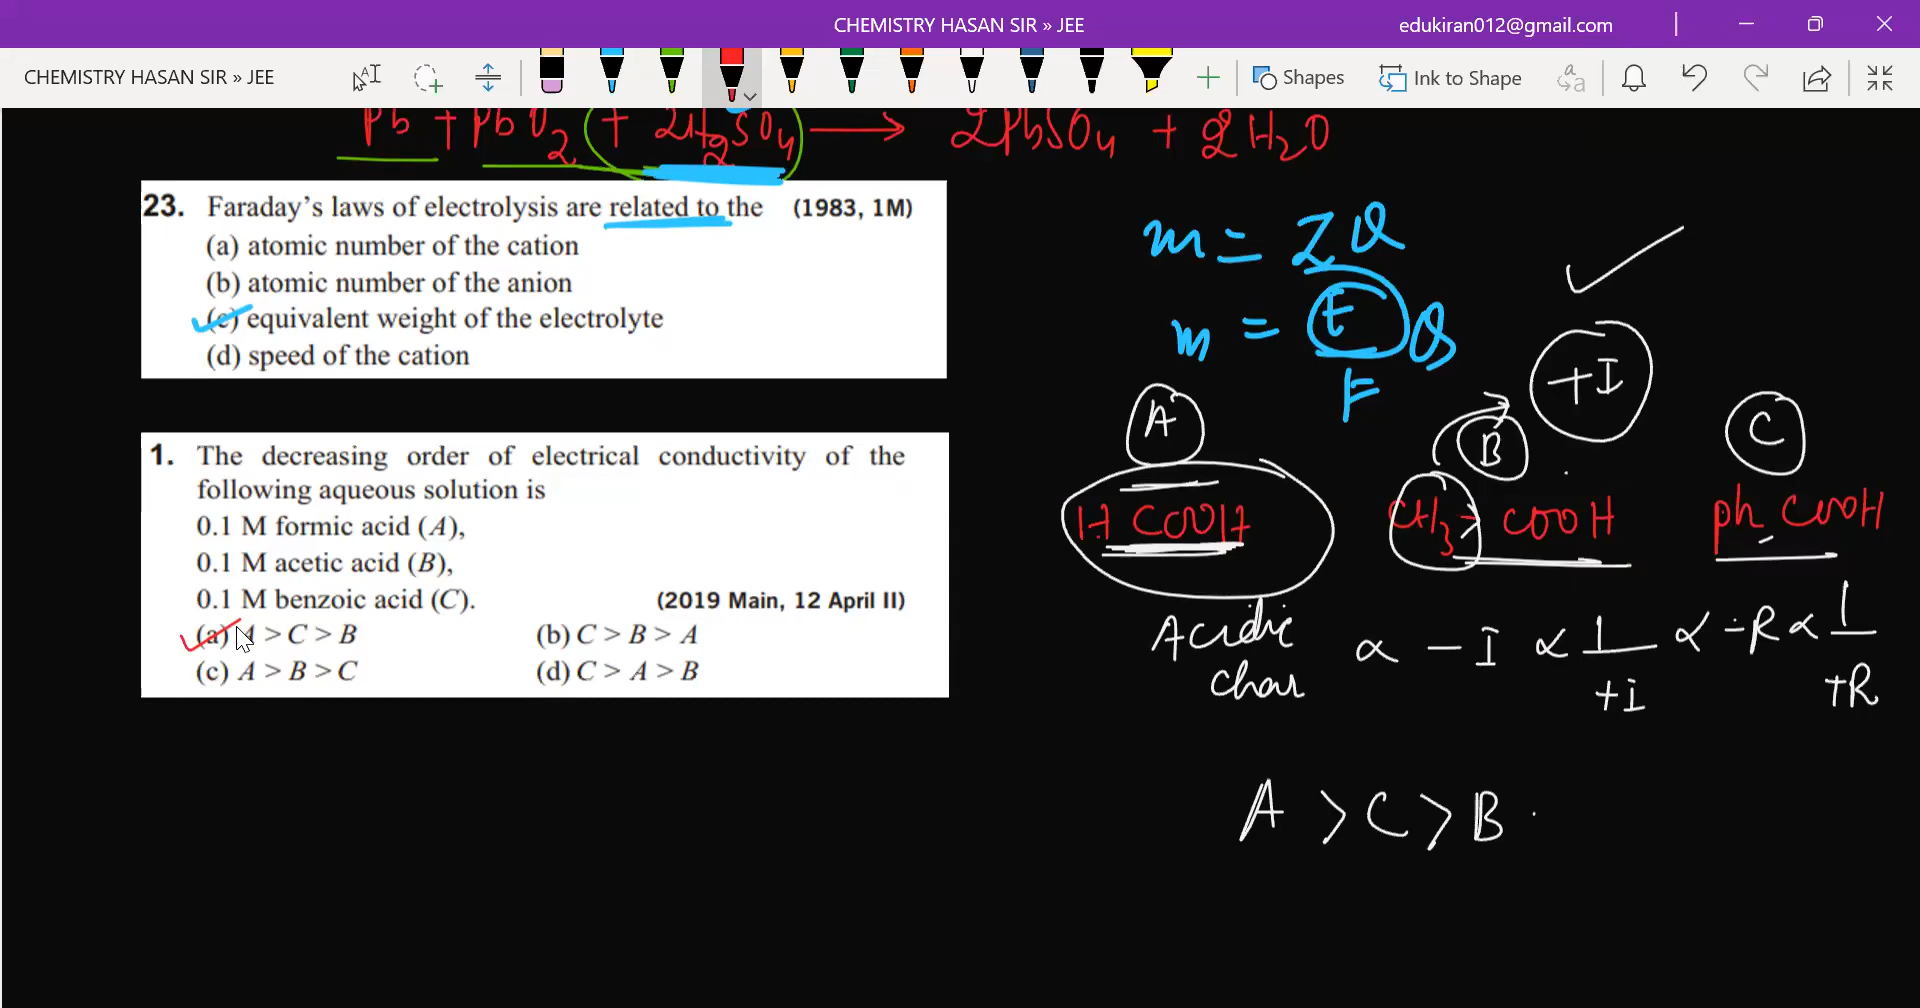 CHEMISTRY HASAN SIR » JEE
edukiran012@gmail.com
CHEMISTRY HASAN SIR » JEE
Shapes
Ink to Shape
Pb + PbO2 + 2H2SO4 → 2PbSO4 + 2H2O
23. Faraday's laws of electrolysis are related to the (1983, 1M)
(a) atomic number of the cation
(b) atomic number of the anion
(c) equivalent weight of the electrolyte
(d) speed of the cation
m = ZQ
m = E/F Q
+I
A
B
C
HCOOH
CH3-COOH
ph COOH
1. The decreasing order of electrical conductivity of the
following aqueous solution is
0.1 M formic acid (A),
0.1 M acetic acid (B),
0.1 M benzoic acid (C). (2019 Main, 12 April II)
(a) A > C > B (b) C > B > A
(c) A > B > C (d) C > A > B
Acidic char ∝ -I ∝ 1/+I ∝ -R ∝ 1/+R
A > C > B